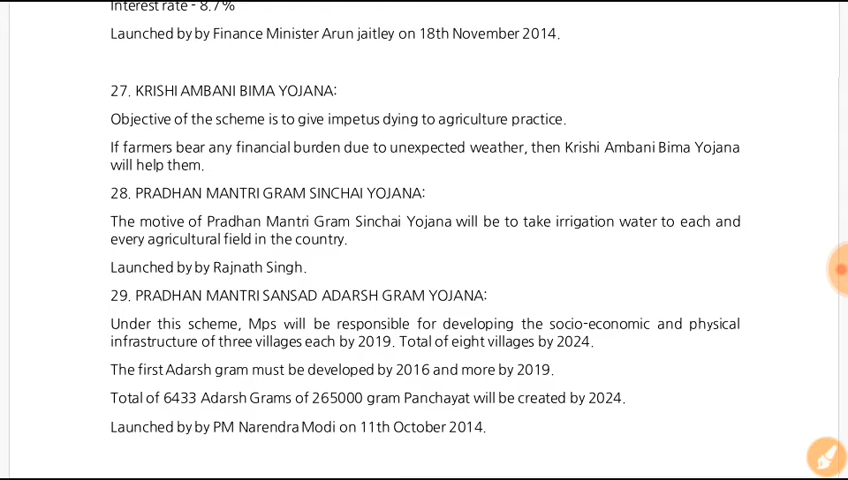 Interest rate - 8.7%
Launched by by Finance Minister Arun jaitley on 18th November 2014.
27. KRISHI AMBANI BIMA YOJANA:
Objective of the scheme is to give impetus dying to agriculture practice.
If farmers bear any financial burden due to unexpected weather, then Krishi Ambani Bima Yojana
will help them.
28. PRADHAN MANTRI GRAM SINCHAI YOJANA:
The motive of Pradhan Mantri Gram Sinchai Yojana will be to take irrigation water to each and
every agricultural field in the country.
Launched by by Rajnath Singh.
29. PRADHAN MANTRI SANSAD ADARSH GRAM YOJANA:
Under this scheme, Mps will be responsible for developing the socio-economic and physical
infrastructure of three villages each by 2019. Total of eight villages by 2024.
The first Adarsh gram must be developed by 2016 and more by 2019.
Total of 6433 Adarsh Grams of 265000 gram Panchayat will be created by 2024.
Launched by by PM Narendra Modi on 11th October 2014.